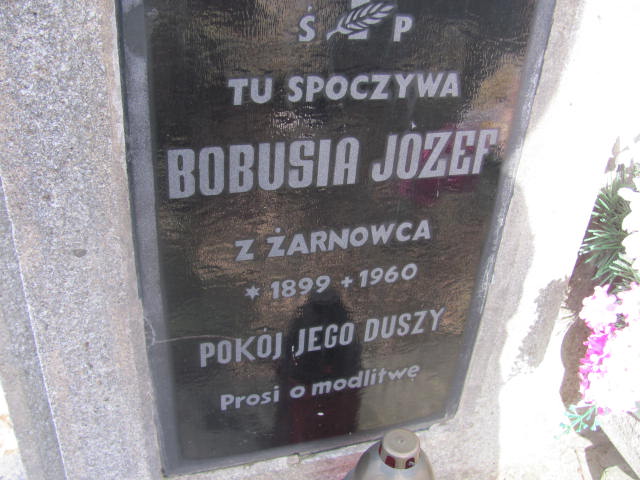 Ś P
TU SPOCZYWA
BOBUSIA JÓZEF
Z ŻARNOWCA
* 1899 + 1960
POKÓJ JEGO DUSZY
Prosi o modlitwę